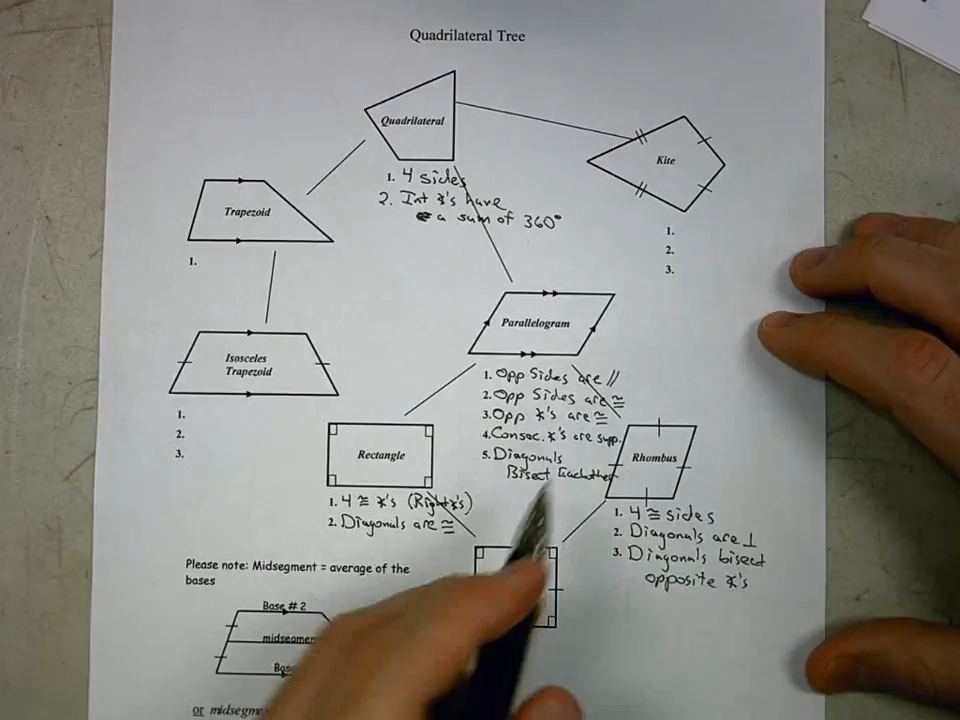 Quadrilateral Tree
Quadrilateral
Kite
1. 4 sides
2. Int ∡'s have
a sum of 360°
Trapezoid
1.
1.
2.
3.
Parallelogram
Isosceles
Trapezoid
1.
2.
3.
1. Opp Sides are //
2. Opp Sides are ≅
3. Opp ∡'s are ≅
4. Consec. ∡'s are supp.
5. Diagonals
Bisect Eachother
Rectangle
1. 4 ≅ ∡'s (Right ∡'s)
2. Diagonals are ≅
Rhombus
1. 4 ≅ sides
2. Diagonals are ⊥
3. Diagonals bisect
opposite ∡'s
Please note: Midsegment = average of the
bases
Base # 2